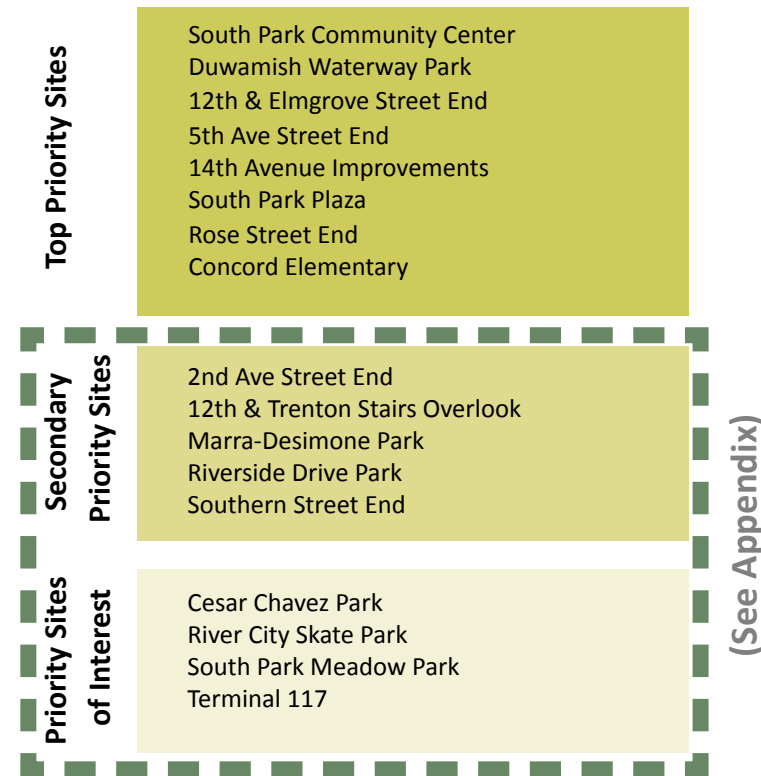 Top Priority Sites
South Park Community Center
Duwamish Waterway Park
12th & Elmgrove Street End
5th Ave Street End
14th Avenue Improvements
South Park Plaza
Rose Street End
Concord Elementary
Secondary
Priority Sites
2nd Ave Street End
12th & Trenton Stairs Overlook
Marra-Desimone Park
Riverside Drive Park
Southern Street End
Priority Sites
of Interest
Cesar Chavez Park
River City Skate Park
South Park Meadow Park
Terminal 117
(See Appendix)